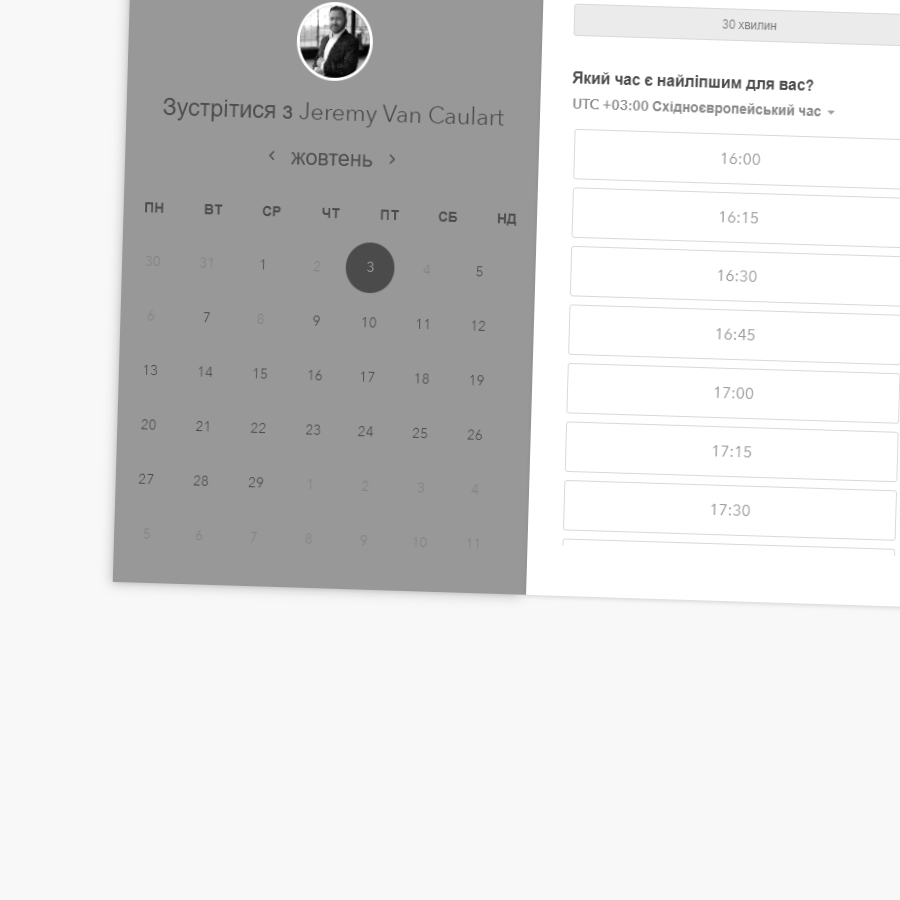 Зустрітися з Jeremy Van Caulart
< жовтень >
ПН ВТ СР ЧТ ПТ СБ НД
30 31 1 2 3 4 5
6 7 8 9 10 11 12
13 14 15 16 17 18 19
20 21 22 23 24 25 26
27 28 29 1 2 3 4
5 6 7 8 9 10 11
30 хвилин
Який час є найліпшим для вас?
UTC +03:00 Східноєвропейський час
16:00
16:15
16:30
16:45
17:00
17:15
17:30